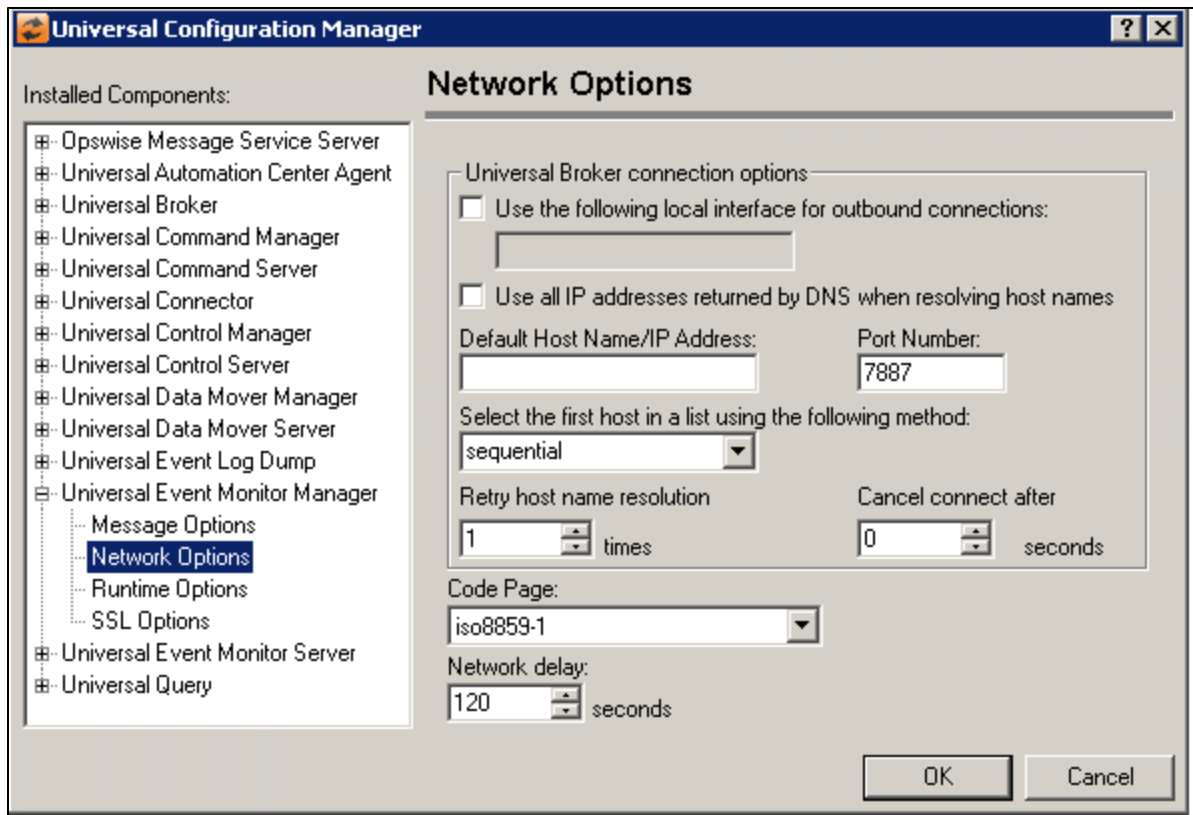 Universal Configuration Manager
Installed Components:
Opswise Message Service Server
Universal Automation Center Agent
Universal Broker
Universal Command Manager
Universal Command Server
Universal Connector
Universal Control Manager
Universal Control Server
Universal Data Mover Manager
Universal Data Mover Server
Universal Event Log Dump
Universal Event Monitor Manager
Message Options
Network Options
Runtime Options
SSL Options
Universal Event Monitor Server
Universal Query
Network Options
Universal Broker connection options
Use the following local interface for outbound connections:
Use all IP addresses returned by DNS when resolving host names
Default Host Name/IP Address: Port Number:
7887
Select the first host in a list using the following method:
sequential
Retry host name resolution Cancel connect after
1 times 0 seconds
Code Page:
iso8859-1
Network delay:
120 seconds
OK Cancel